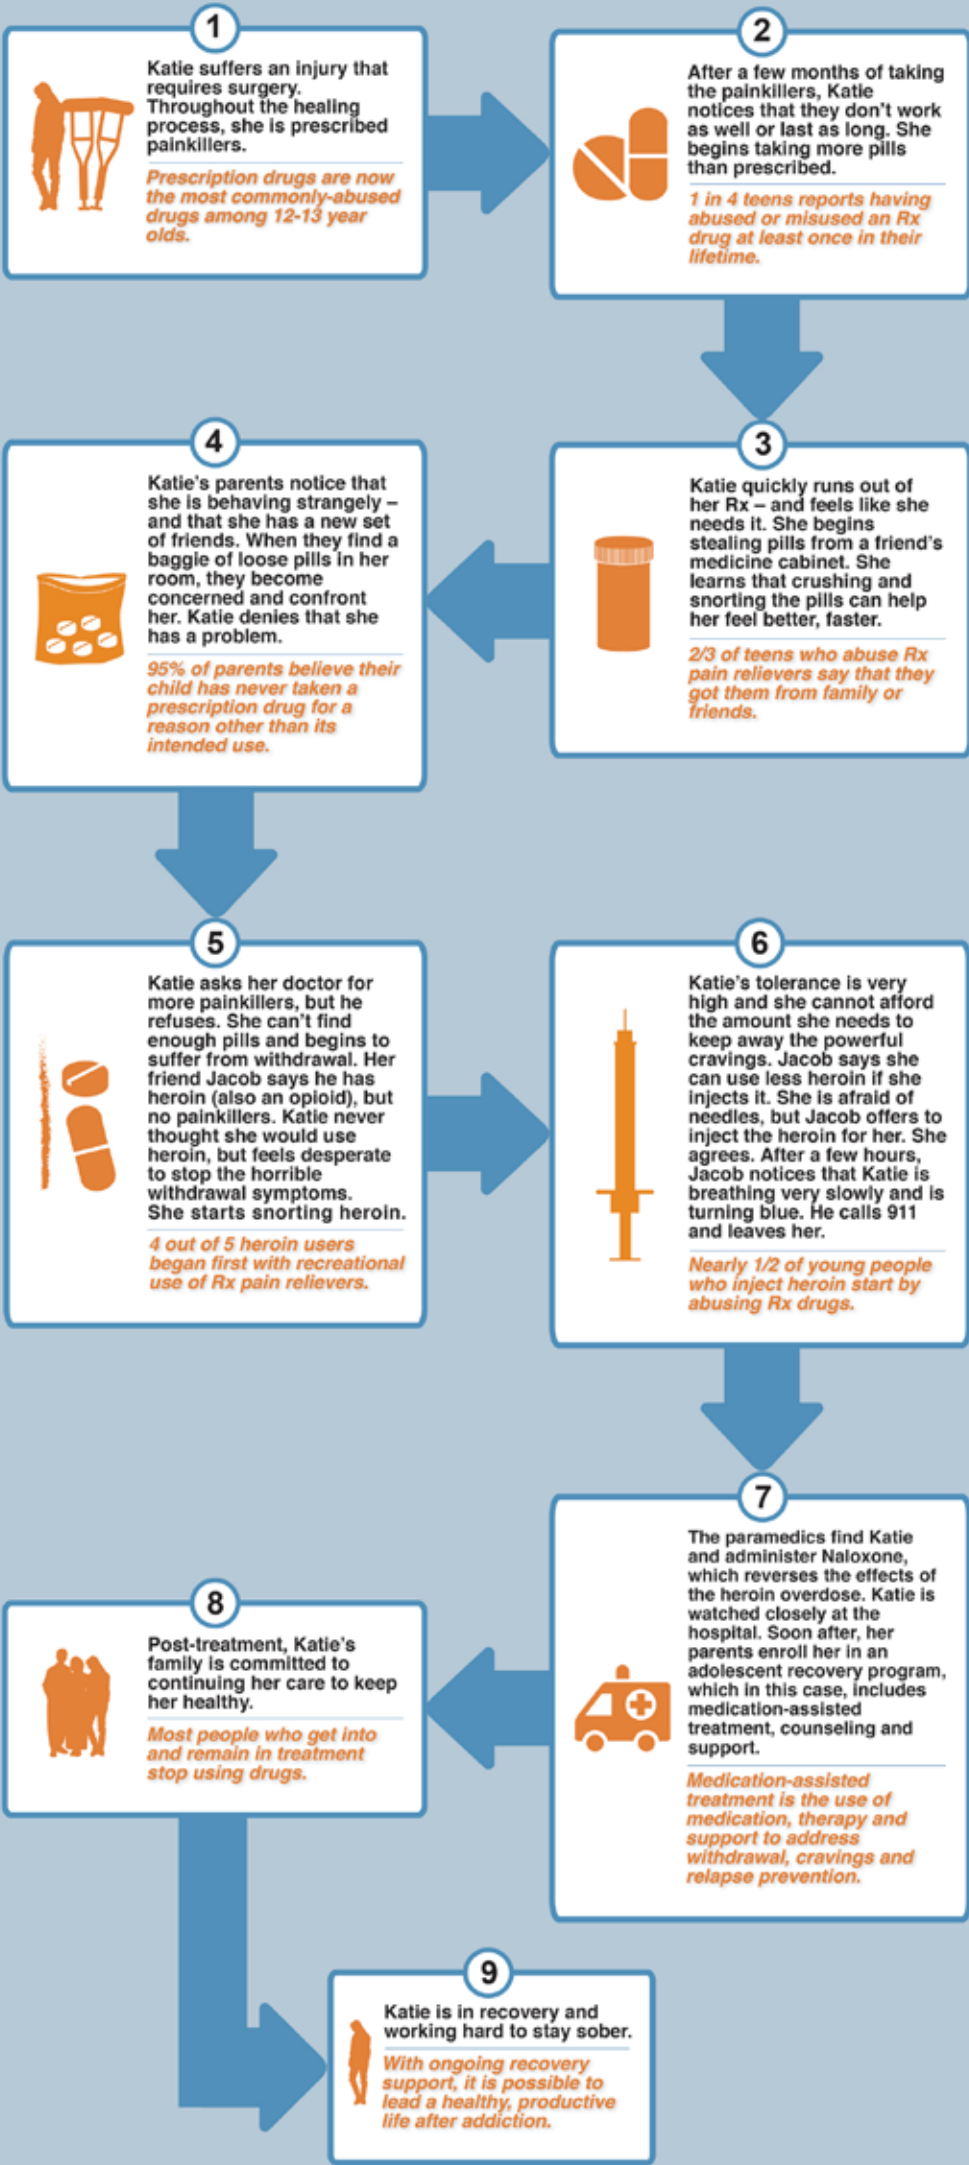 1
Katie suffers an injury that
requires surgery.
Throughout the healing
process, she is prescribed
painkillers.
Prescription drugs are now
the most commonly-abused
drugs among 12-13 year
olds.
2
After a few months of taking
the painkillers, Katie
notices that they don't work
as well or last as long. She
begins taking more pills
than prescribed.
1 in 4 teens reports having
abused or misused an Rx
drug at least once in their
lifetime.
3
Katie quickly runs out of
her Rx – and feels like she
needs it. She begins
stealing pills from a friend's
medicine cabinet. She
learns that crushing and
snorting the pills can help
her feel better, faster.
2/3 of teens who abuse Rx
pain relievers say that they
got them from family or
friends.
4
Katie's parents notice that
she is behaving strangely –
and that she has a new set
of friends. When they find a
baggie of loose pills in her
room, they become
concerned and confront
her. Katie denies that she
has a problem.
95% of parents believe their
child has never taken a
prescription drug for a
reason other than its
intended use.
5
Katie asks her doctor for
more painkillers, but he
refuses. She can't find
enough pills and begins to
suffer from withdrawal. Her
friend Jacob says he has
heroin (also an opioid), but
no painkillers. Katie never
thought she would use
heroin, but feels desperate
to stop the horrible
withdrawal symptoms.
She starts snorting heroin.
4 out of 5 heroin users
began first with recreational
use of Rx pain relievers.
6
Katie's tolerance is very
high and she cannot afford
the amount she needs to
keep away the powerful
cravings. Jacob says she
can use less heroin if she
injects it. She is afraid of
needles, but Jacob offers to
inject the heroin for her. She
agrees. After a few hours,
Jacob notices that Katie is
breathing very slowly and is
turning blue. He calls 911
and leaves her.
Nearly 1/2 of young people
who inject heroin start by
abusing Rx drugs.
7
The paramedics find Katie
and administer Naloxone,
which reverses the effects of
the heroin overdose. Katie is
watched closely at the
hospital. Soon after, her
parents enroll her in an
adolescent recovery program,
which in this case, includes
medication-assisted
treatment, counseling and
support.
Medication-assisted
treatment is the use of
medication, therapy and
support to address
withdrawal, cravings and
relapse prevention.
8
Post-treatment, Katie's
family is committed to
continuing her care to keep
her healthy.
Most people who get into
and remain in treatment
stop using drugs.
9
Katie is in recovery and
working hard to stay sober.
With ongoing recovery
support, it is possible to
lead a healthy, productive
life after addiction.